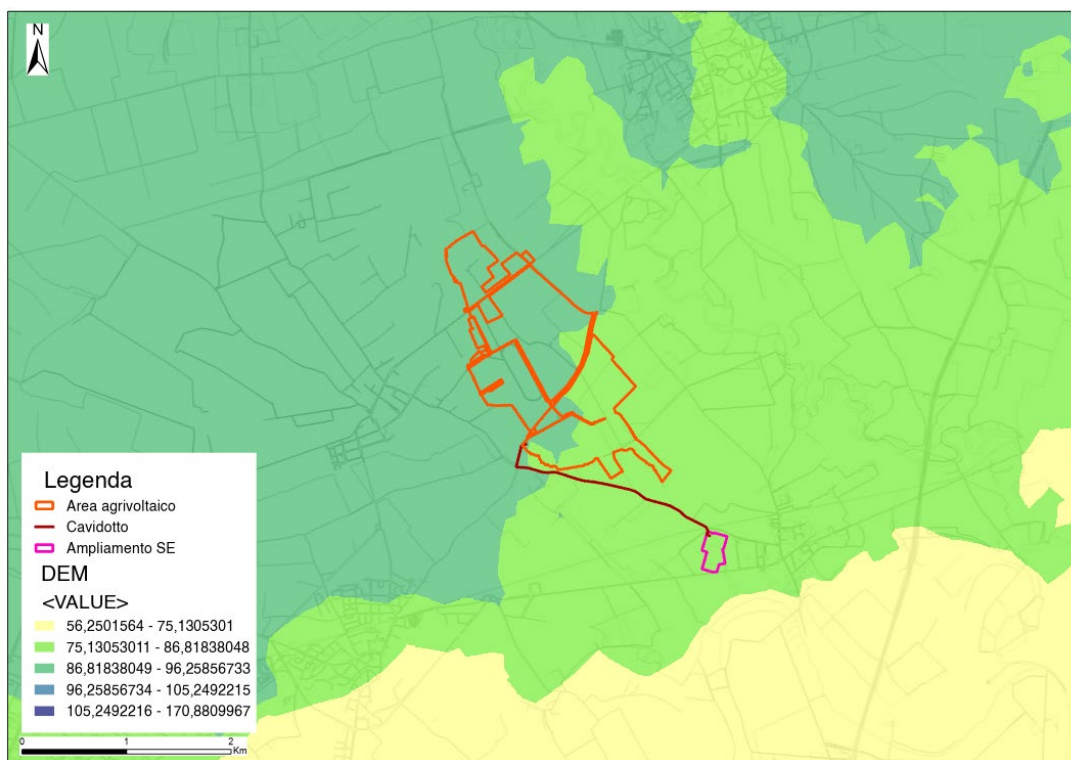 N
Legenda
Area agrivoltaico
Cavidotto
Ampliamento SE
DEM
<VALUE>
56,2501564 - 75,1305301
75,13053011 - 86,81838048
86,81838049 - 96,25856733
96,25856734 - 105,2492215
105,2492216 - 170,8809967
0 1 2
Km